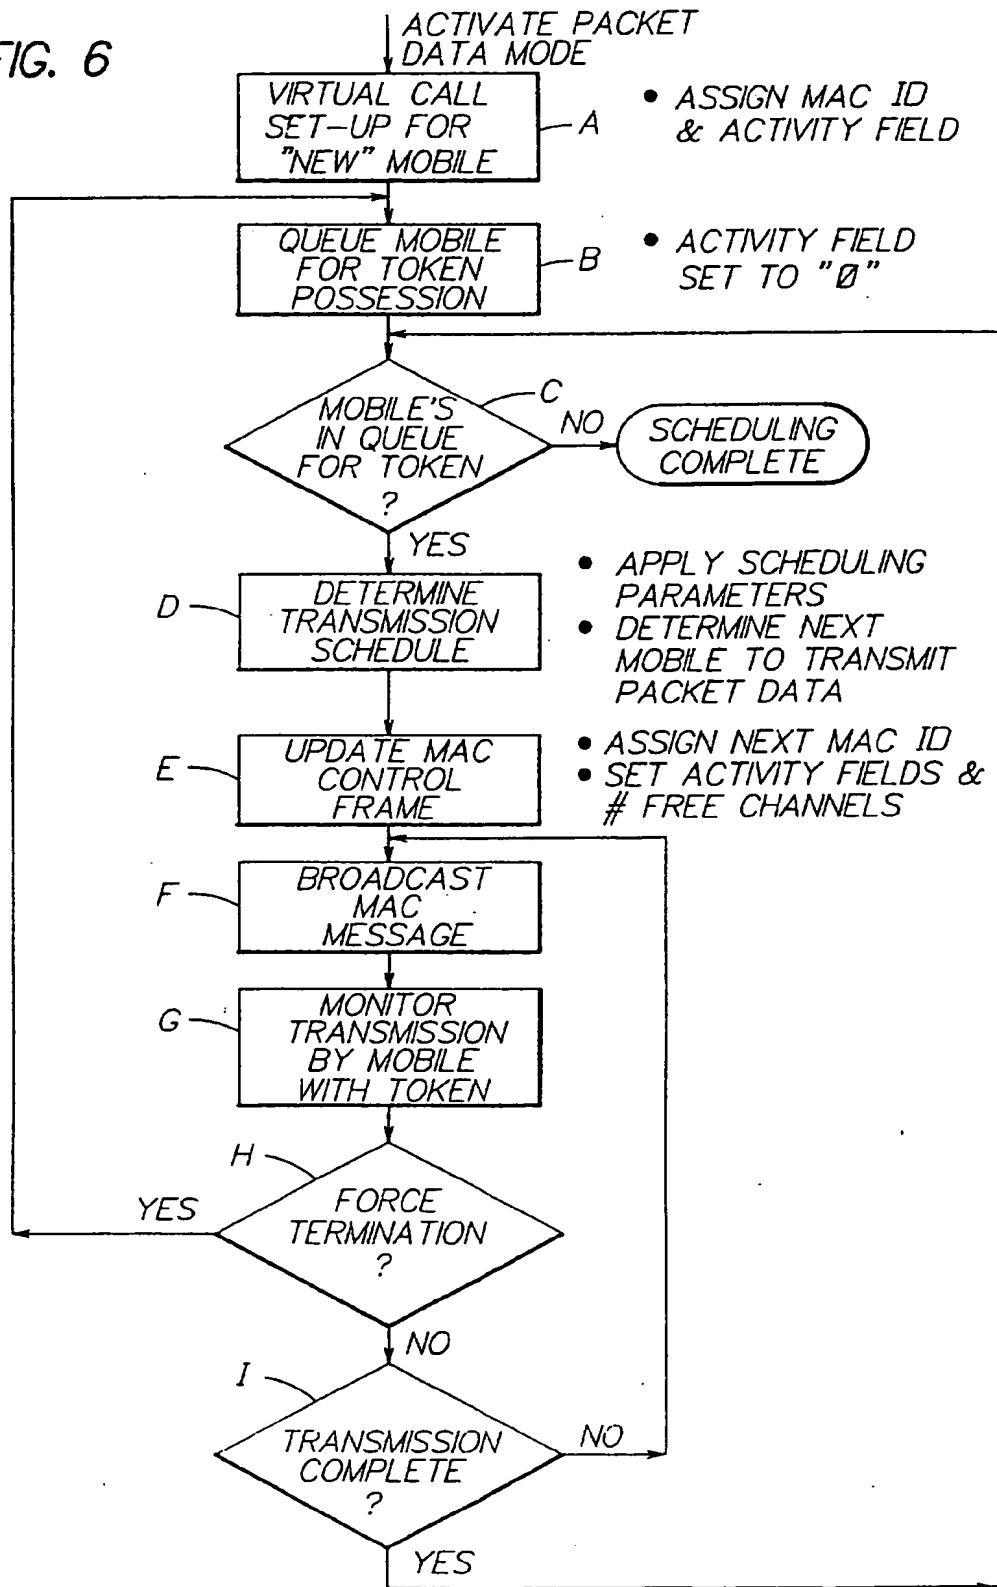 FIG. 6
ACTIVATE PACKET
DATA MODE
VIRTUAL CALL
SET-UP FOR
"NEW" MOBILE
A
• ASSIGN MAC ID
& ACTIVITY FIELD
QUEUE MOBILE
FOR TOKEN
POSSESSION
B
• ACTIVITY FIELD
SET TO "Ø"
C
MOBILE'S
IN QUEUE
FOR TOKEN
?
NO
SCHEDULING
COMPLETE
YES
D
DETERMINE
TRANSMISSION
SCHEDULE
• APPLY SCHEDULING
PARAMETERS
• DETERMINE NEXT
MOBILE TO TRANSMIT
PACKET DATA
E
UPDATE MAC
CONTROL
FRAME
• ASSIGN NEXT MAC ID
• SET ACTIVITY FIELDS &
# FREE CHANNELS
F
BROADCAST
MAC
MESSAGE
G
MONITOR
TRANSMISSION
BY MOBILE
WITH TOKEN
H
YES
FORCE
TERMINATION
?
NO
I
TRANSMISSION
COMPLETE
?
NO
YES